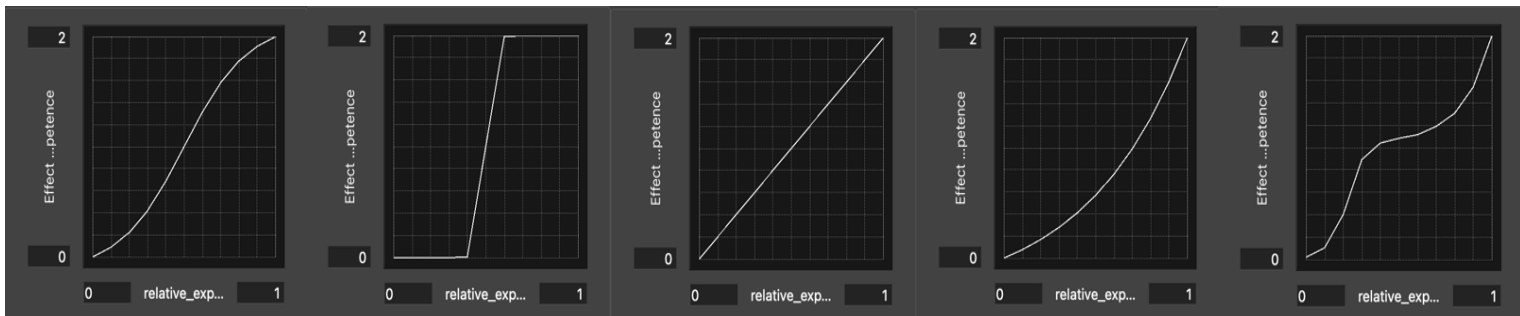 2
Effect ...petence
0
0 relative_exp... 1
2
Effect ...petence
0
0 relative_exp... 1
2
Effect ...petence
0
0 relative_exp... 1
2
Effect ...petence
0
0 relative_exp... 1
2
Effect ...petence
0
0 relative_exp... 1